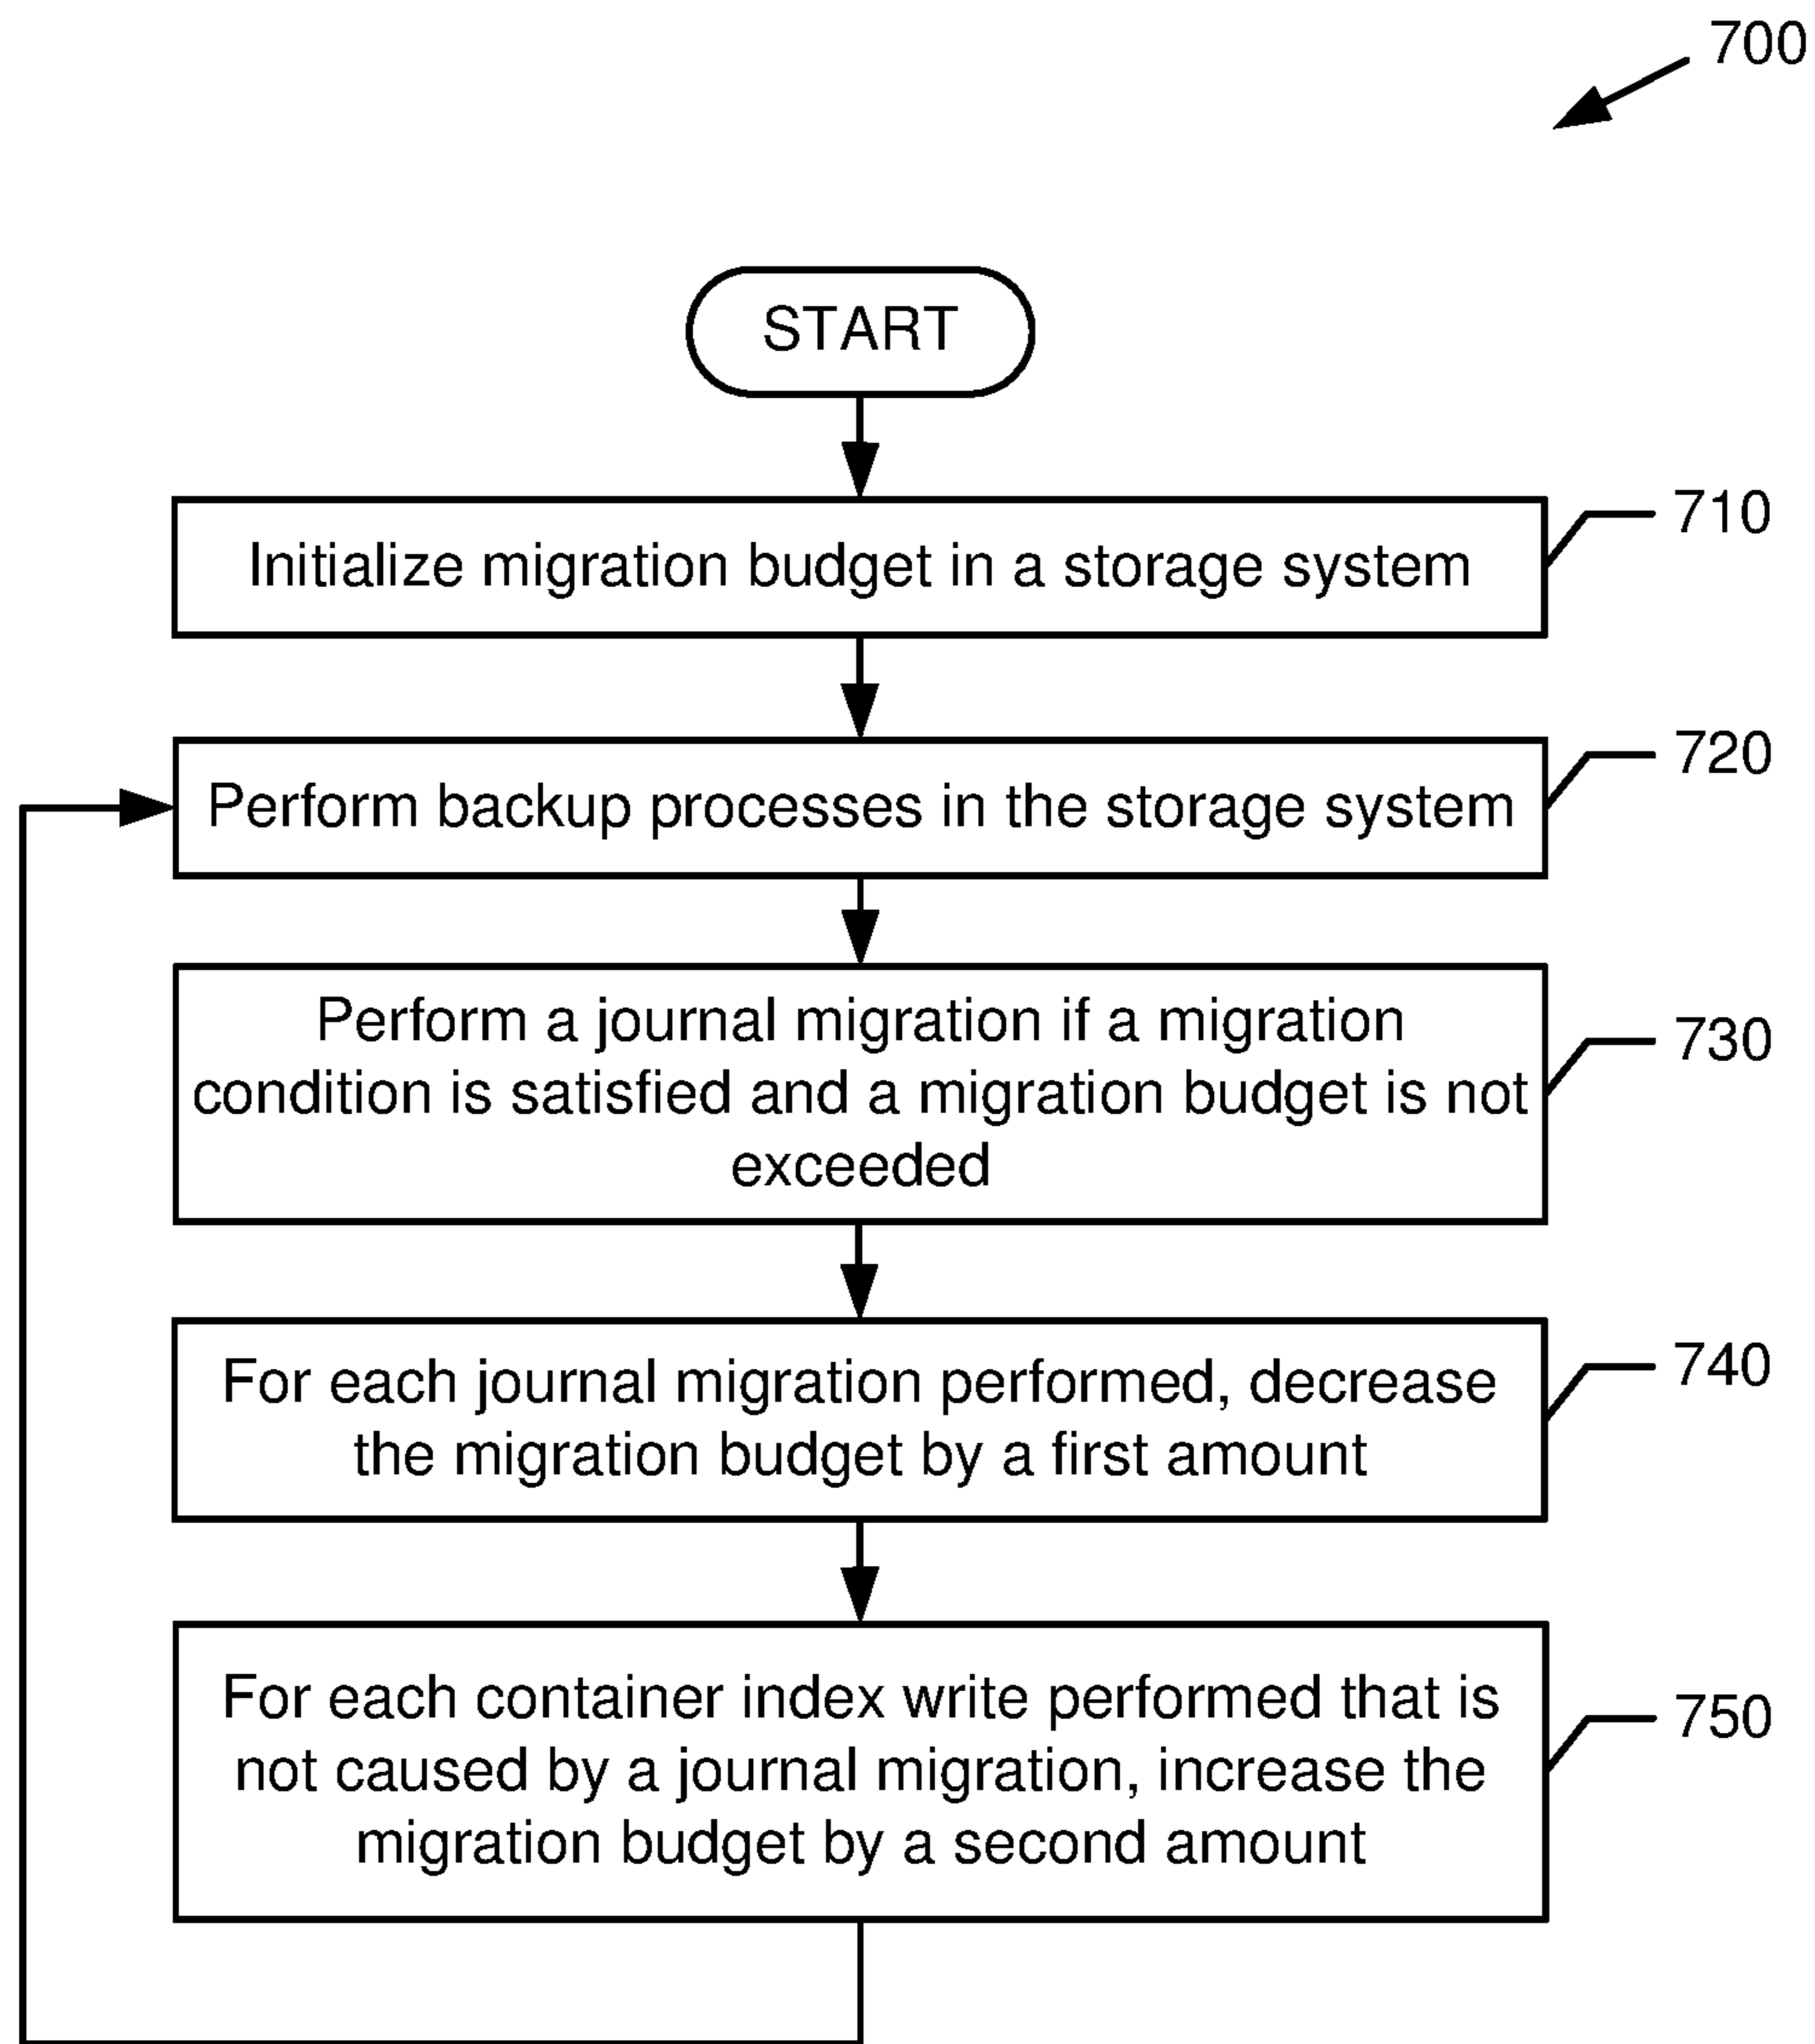 700
START
Initialize migration budget in a storage system
710
Perform backup processes in the storage system
720
Perform a journal migration if a migration
condition is satisfied and a migration budget is not
exceeded
730
For each journal migration performed, decrease
the migration budget by a first amount
740
For each container index write performed that is
not caused by a journal migration, increase the
migration budget by a second amount
750